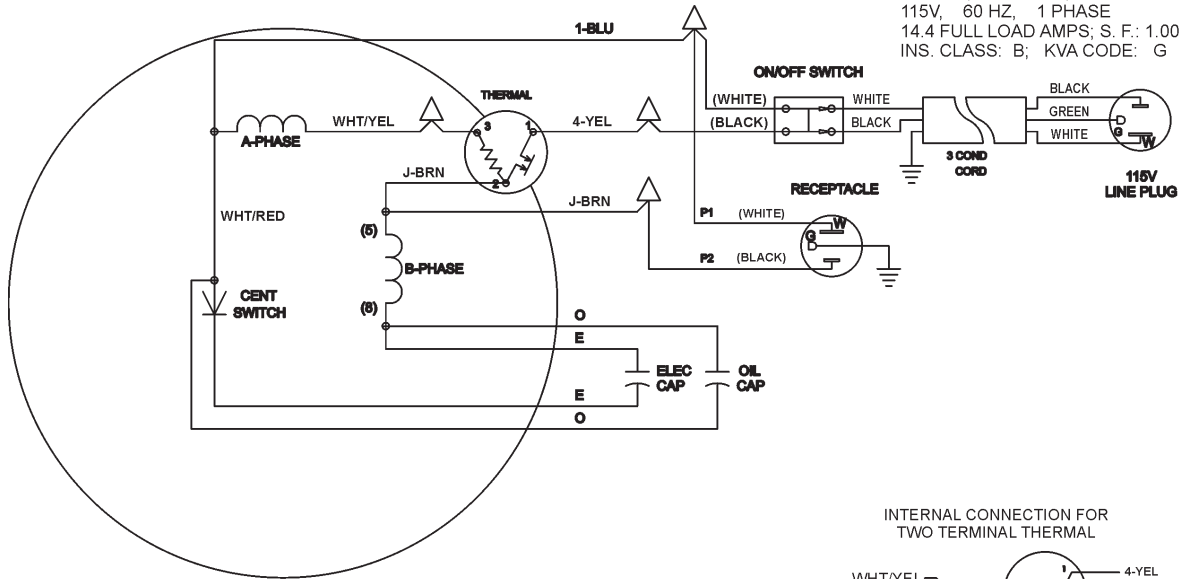 115V, 60 HZ, 1 PHASE
14.4 FULL LOAD AMPS; S. F.: 1.00
INS. CLASS: B; KVA CODE: G
1-BLU
ON/OFF SWITCH
THERMAL
(WHITE)
WHITE
BLACK
GREEN
WHITE
G
W
WHT/YEL
3
1
4-YEL
(BLACK)
BLACK
A-PHASE
3 COND
CORD
115V
LINE PLUG
J-BRN
2
RECEPTACLE
J-BRN
WHT/RED
P1
(WHITE)
W
G
(5)
P2
(BLACK)
B-PHASE
CENT
SWITCH
(8)
O
E
ELEC
CAP
OIL
CAP
E
O
INTERNAL CONNECTION FOR
TWO TERMINAL THERMAL
1
4-YEL
WHT/YEL